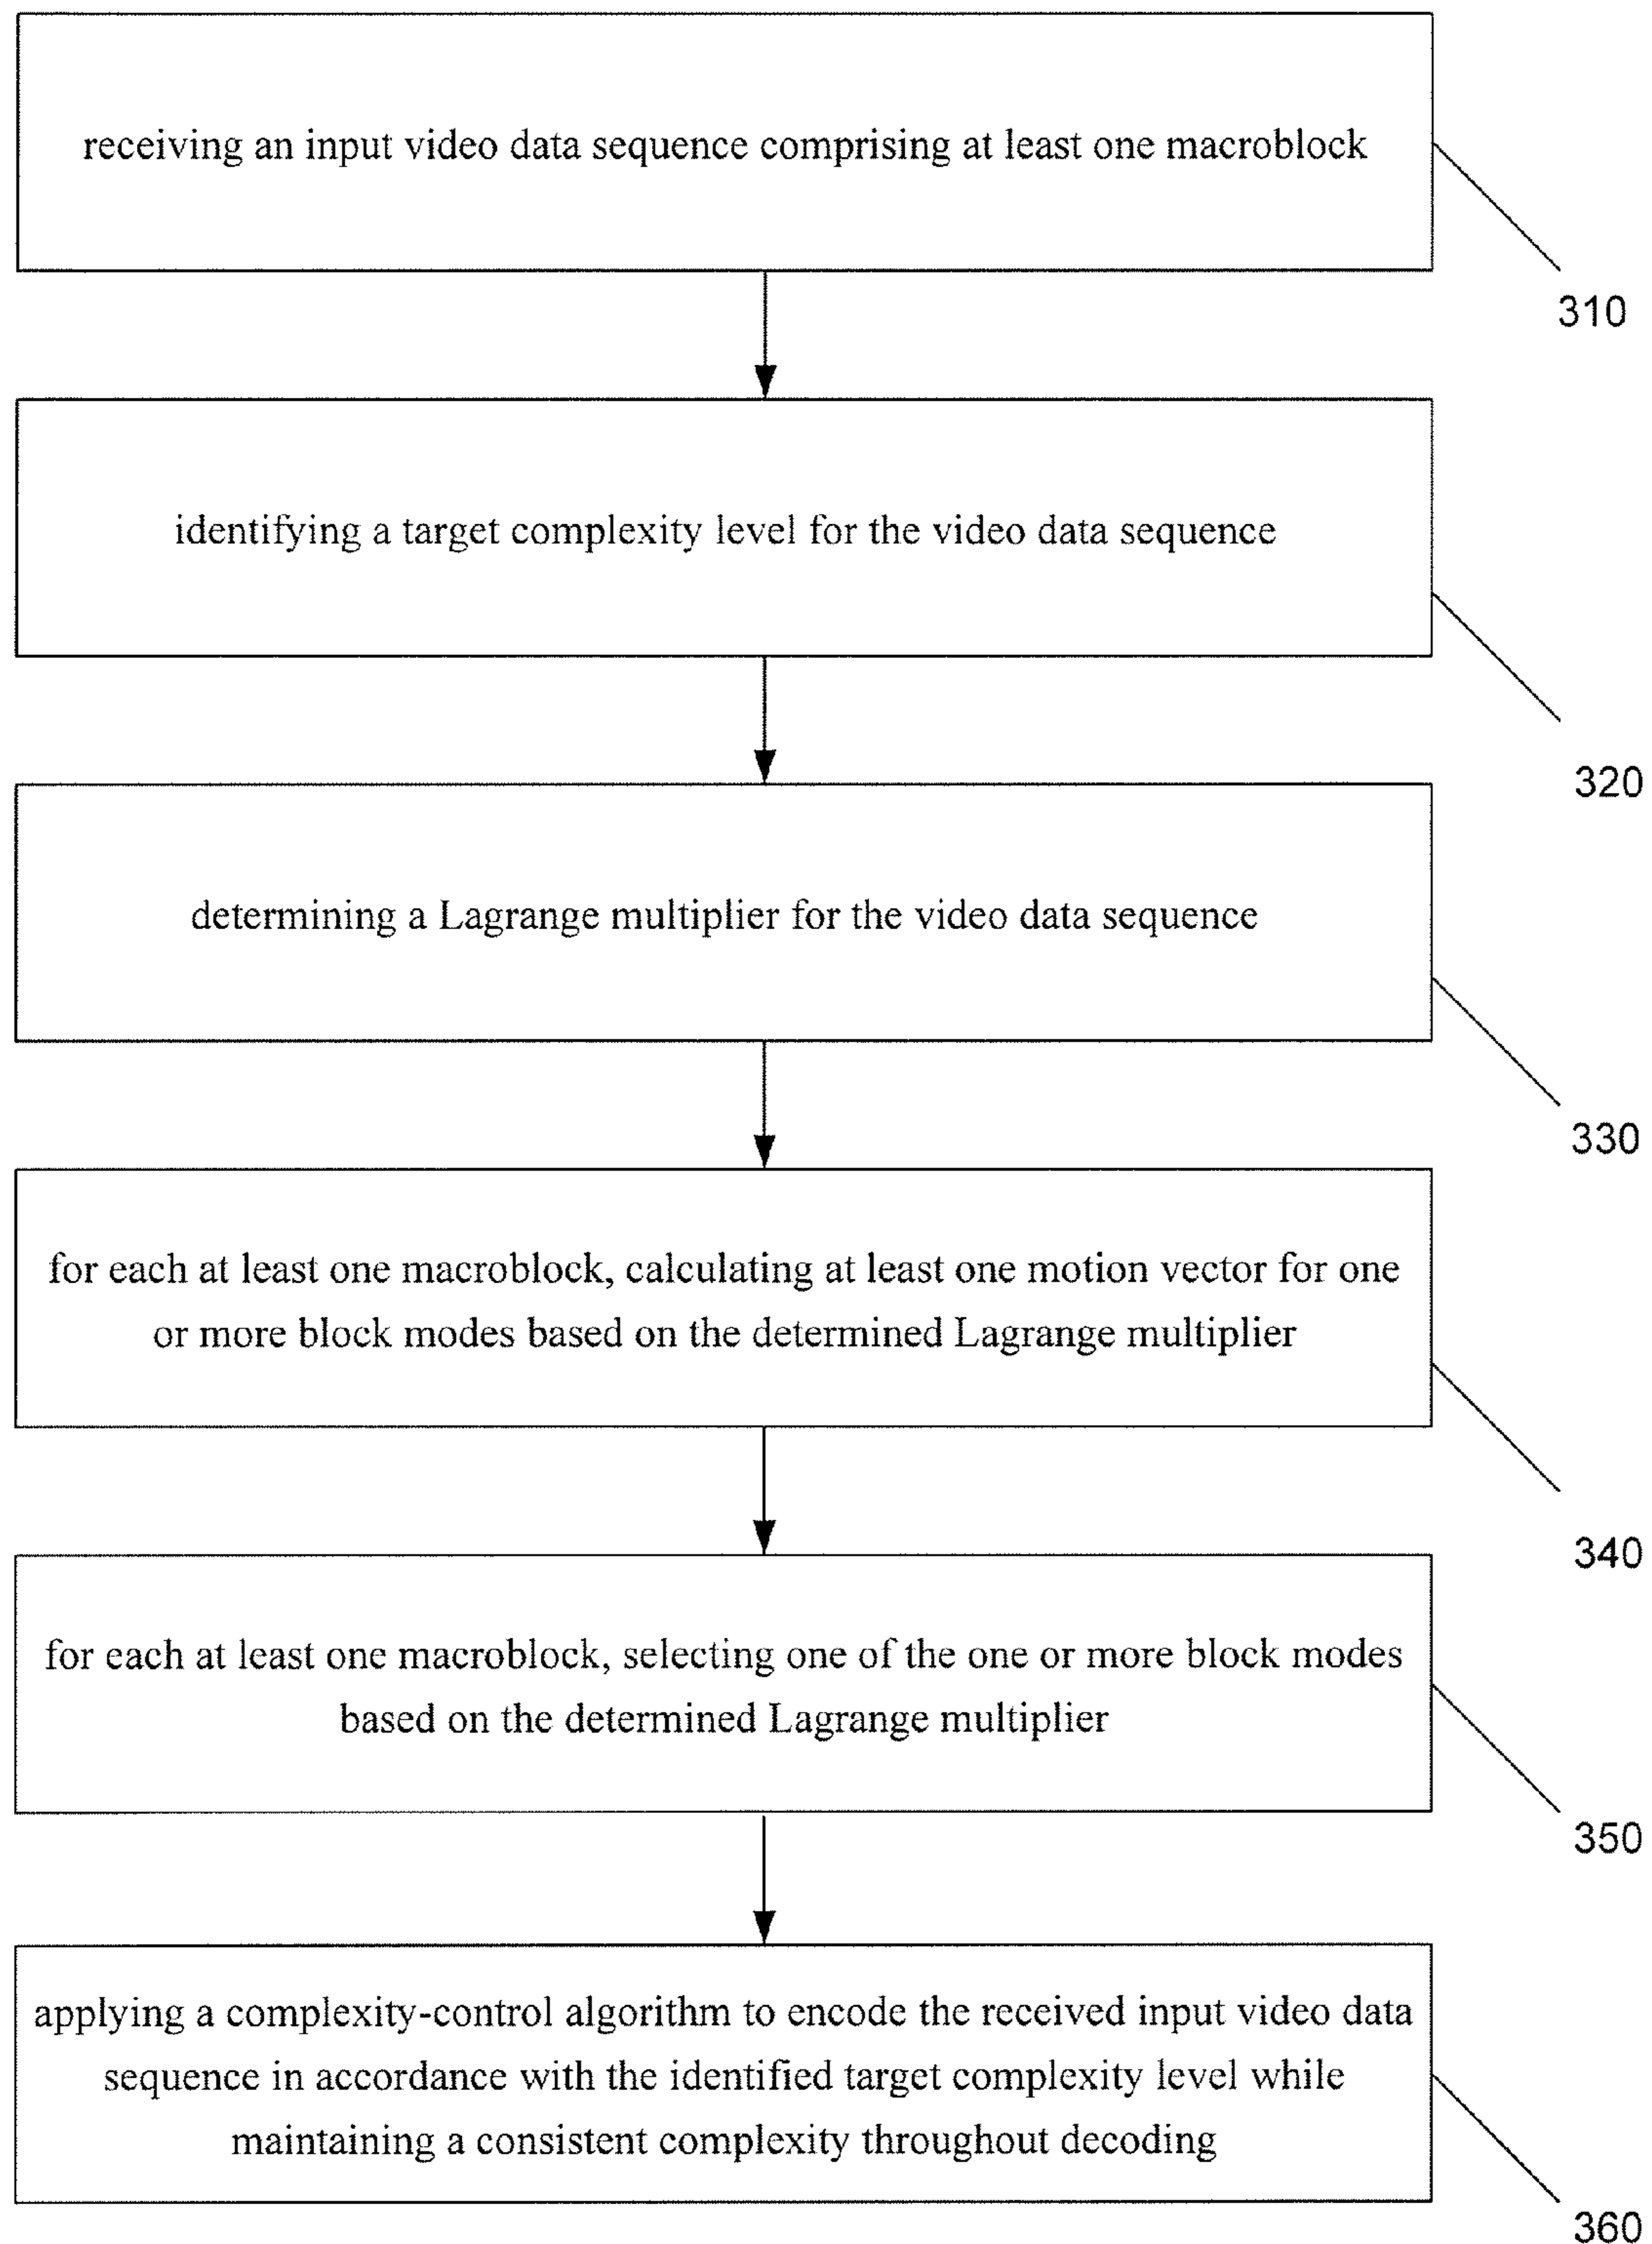 receiving an input video data sequence comprising at least one macroblock
310
identifying a target complexity level for the video data sequence
320
determining a Lagrange multiplier for the video data sequence
330
for each at least one macroblock, calculating at least one motion vector for one
or more block modes based on the determined Lagrange multiplier
340
for each at least one macroblock, selecting one of the one or more block modes
based on the determined Lagrange multiplier
350
applying a complexity-control algorithm to encode the received input video data
sequence in accordance with the identified target complexity level while
maintaining a consistent complexity throughout decoding
360